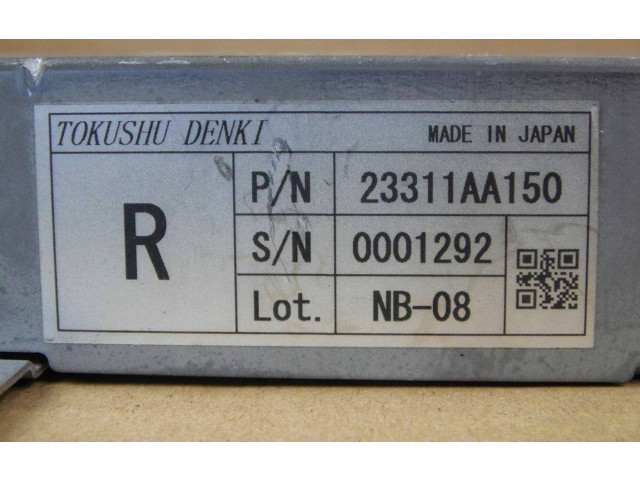 TOKUSHU DENKI MADE IN JAPAN
R
P/N 23311AA150
S/N 0001292
Lot. NB-08